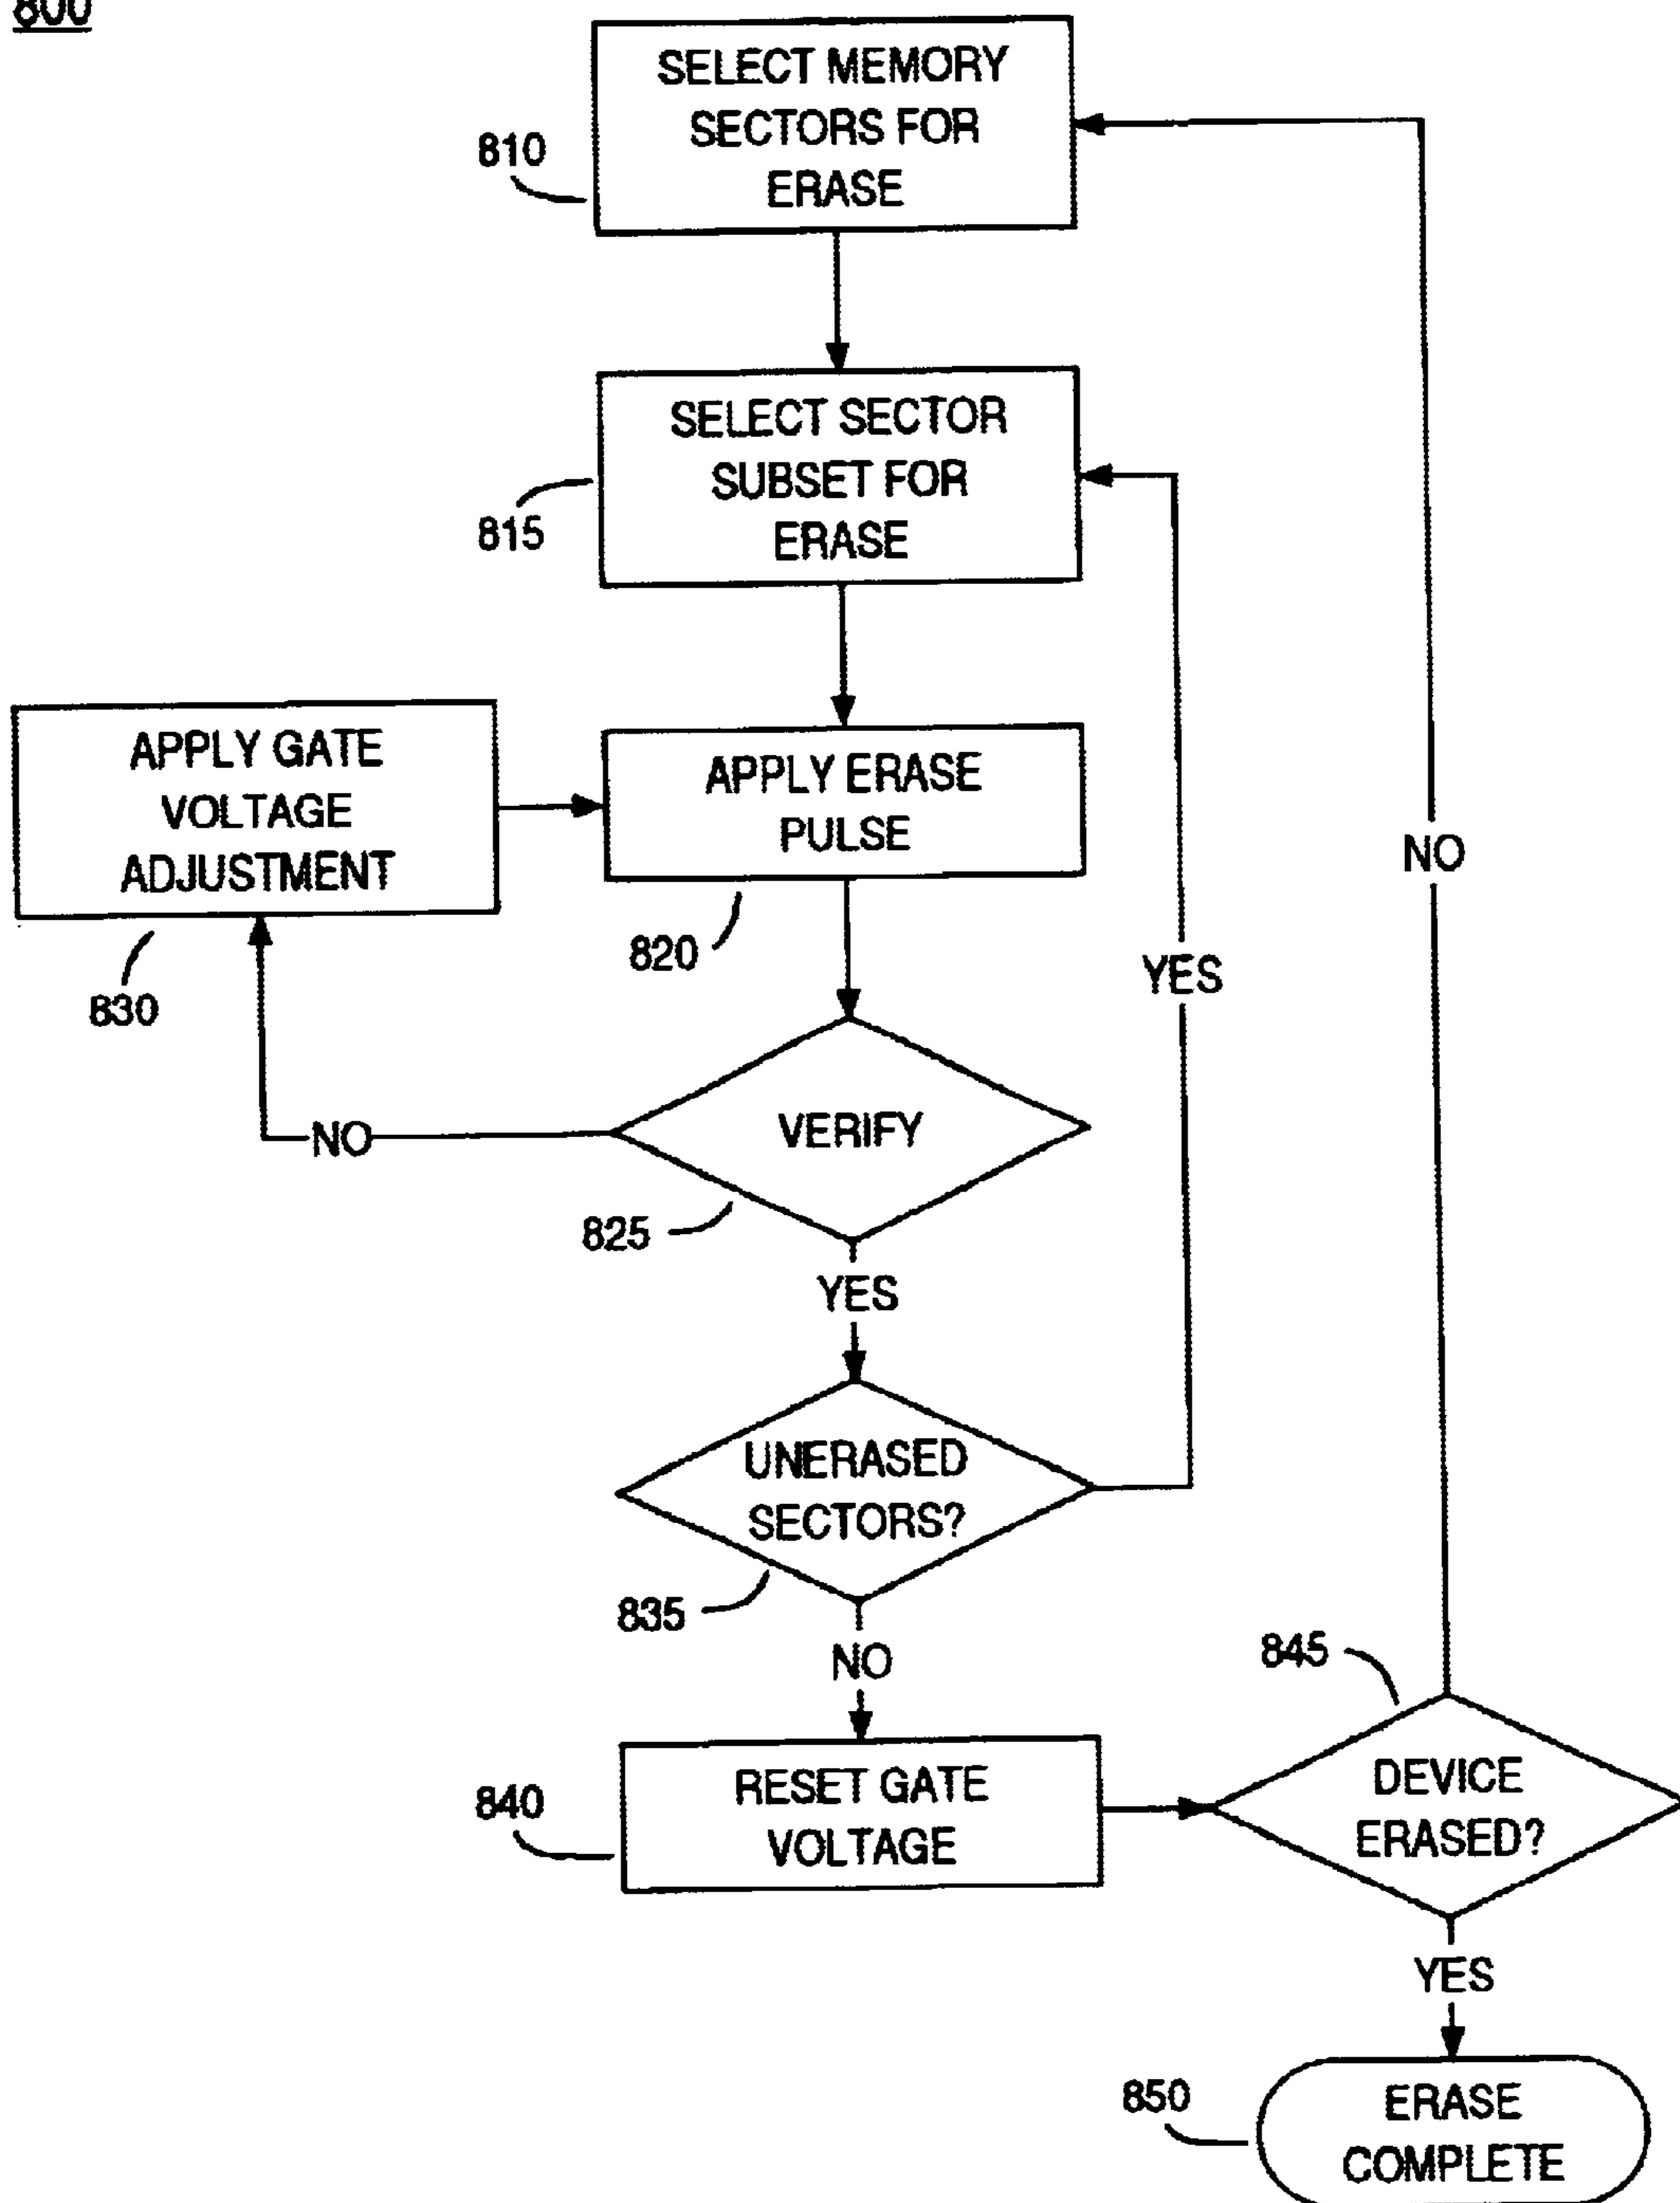 800
SELECT MEMORY
SECTORS FOR
ERASE
810
SELECT SECTOR
SUBSET FOR
ERASE
815
APPLY GATE
VOLTAGE
ADJUSTMENT
830
APPLY ERASE
PULSE
820
NO
YES
VERIFY
NO
825
YES
UNERASED
SECTORS?
835
NO
845
RESET GATE
VOLTAGE
840
DEVICE
ERASED?
YES
850
ERASE
COMPLETE